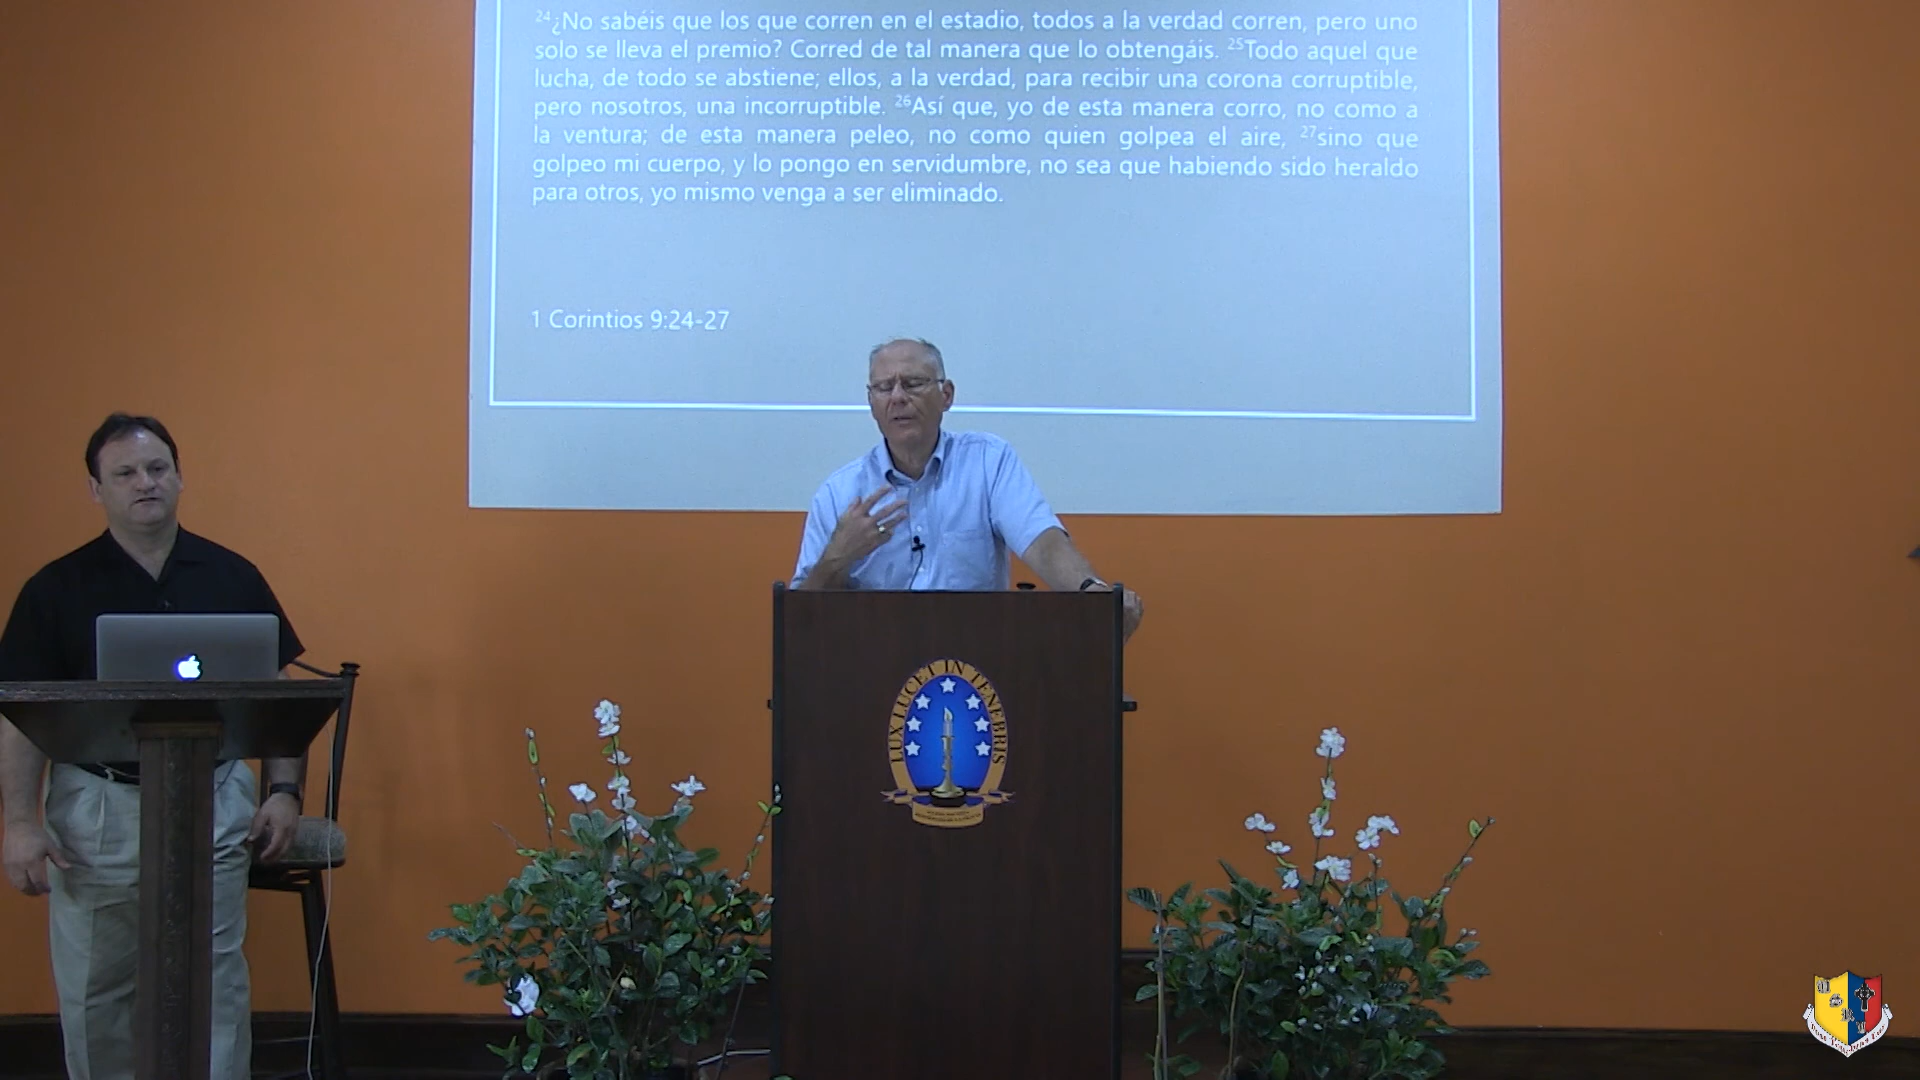 24¿No sabéis que los que corren en el estadio, todos a la verdad corren, pero uno
solo se lleva el premio? Corred de tal manera que lo obtengáis. 25Todo aquel que
lucha, de todo se abstiene; ellos, a la verdad, para recibir una corona corruptible,
pero nosotros, una incorruptible. 26Así que, yo de esta manera corro, no como a
la ventura; de esta manera peleo, no como quien golpea el aire, 27sino que
golpeo mi cuerpo, y lo pongo en servidumbre, no sea que habiendo sido heraldo
para otros, yo mismo venga a ser eliminado.
1 Corintios 9:24-27
LUX LUCET IN TENEBRIS